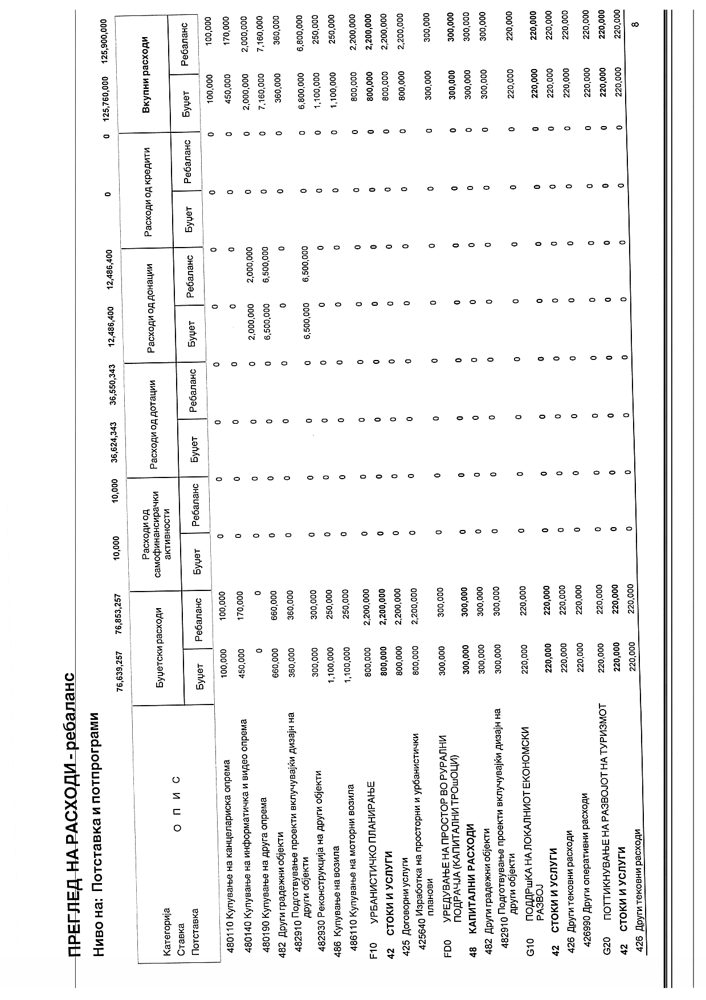 ПРЕГЛЕД НА РАСХОДИ - ребаланс
Ниво на: Потставка и потпрограми
76,639,257 76,853,257 10,000 10,000 36,624,343 36,550,343 12,486,400 12,486,400 0 0 125,760,000 125,900,000
Категорија
Ставка
Потставка
О П И С
Буџетски расходи
Расходи од
самофинансирачки
активности
Расходи од дотации
Расходи од донации
Расходи од кредити
Вкупни расходи
Буџет Ребаланс Буџет Ребаланс Буџет Ребаланс Буџет Ребаланс Буџет Ребаланс Буџет Ребаланс
480110 Купување на канцелариска опрема 100,000 100,000 0 0 0 0 0 0 0 0 100,000 100,000
480140 Купување на информатичка и видео опрема 450,000 170,000 0 0 0 0 0 0 0 0 450,000 170,000
480190 Купување на друга опрема 0 0 0 0 0 0 2,000,000 2,000,000 0 0 2,000,000 2,000,000
482 Други градежни објекти 660,000 660,000 0 0 0 0 6,500,000 6,500,000 0 0 7,160,000 7,160,000
482910 Подготвување проекти вклучувајќи дизајн на 360,000 360,000 0 0 0 0 0 0 0 0 360,000 360,000
други објекти
482930 Реконструкција на други објекти 300,000 300,000 0 0 0 0 6,500,000 6,500,000 0 0 6,800,000 6,800,000
486 Купување на возила 1,100,000 250,000 0 0 0 0 0 0 0 0 1,100,000 250,000
486110 Купување на моторни возила 1,100,000 250,000 0 0 0 0 0 0 0 0 1,100,000 250,000
F10 УРБАНИСТИЧКО ПЛАНИРАЊЕ 800,000 2,200,000 0 0 0 0 0 0 0 0 800,000 2,200,000
42 СТОКИ И УСЛУГИ 800,000 2,200,000 0 0 0 0 0 0 0 0 800,000 2,200,000
425 Договорни услуги 800,000 2,200,000 0 0 0 0 0 0 0 0 800,000 2,200,000
425640 Изработка на просторни и урбанистички 800,000 2,200,000 0 0 0 0 0 0 0 0 800,000 2,200,000
планови
FD0 УРЕДУВАЊЕ НА ПРОСТОР ВО РУРАЛНИ 300,000 300,000 0 0 0 0 0 0 0 0 300,000 300,000
ПОДРАЧЈА (КАПИТАЛНИ ТРОшОЦИ)
48 КАПИТАЛНИ РАСХОДИ 300,000 300,000 0 0 0 0 0 0 0 0 300,000 300,000
482 Други градежни објекти 300,000 300,000 0 0 0 0 0 0 0 0 300,000 300,000
482910 Подготвување проекти вклучувајќи дизајн на 300,000 300,000 0 0 0 0 0 0 0 0 300,000 300,000
други објекти
G10 ПОДДРшКА НА ЛОКАЛНИОТ ЕКОНОМСКИ 220,000 220,000 0 0 0 0 0 0 0 0 220,000 220,000
РАЗВОЈ
42 СТОКИ И УСЛУГИ 220,000 220,000 0 0 0 0 0 0 0 0 220,000 220,000
426 Други тековни расходи 220,000 220,000 0 0 0 0 0 0 0 0 220,000 220,000
426990 Други оперативни расходи 220,000 220,000 0 0 0 0 0 0 0 0 220,000 220,000
G20 ПОТТИКНУВАЊЕ НА РАЗВОЈОТ НА ТУРИЗМОТ 220,000 220,000 0 0 0 0 0 0 0 0 220,000 220,000
42 СТОКИ И УСЛУГИ 220,000 220,000 0 0 0 0 0 0 0 0 220,000 220,000
426 Други тековни расходи 220,000 220,000 0 0 0 0 0 0 0 0 220,000 220,000
8